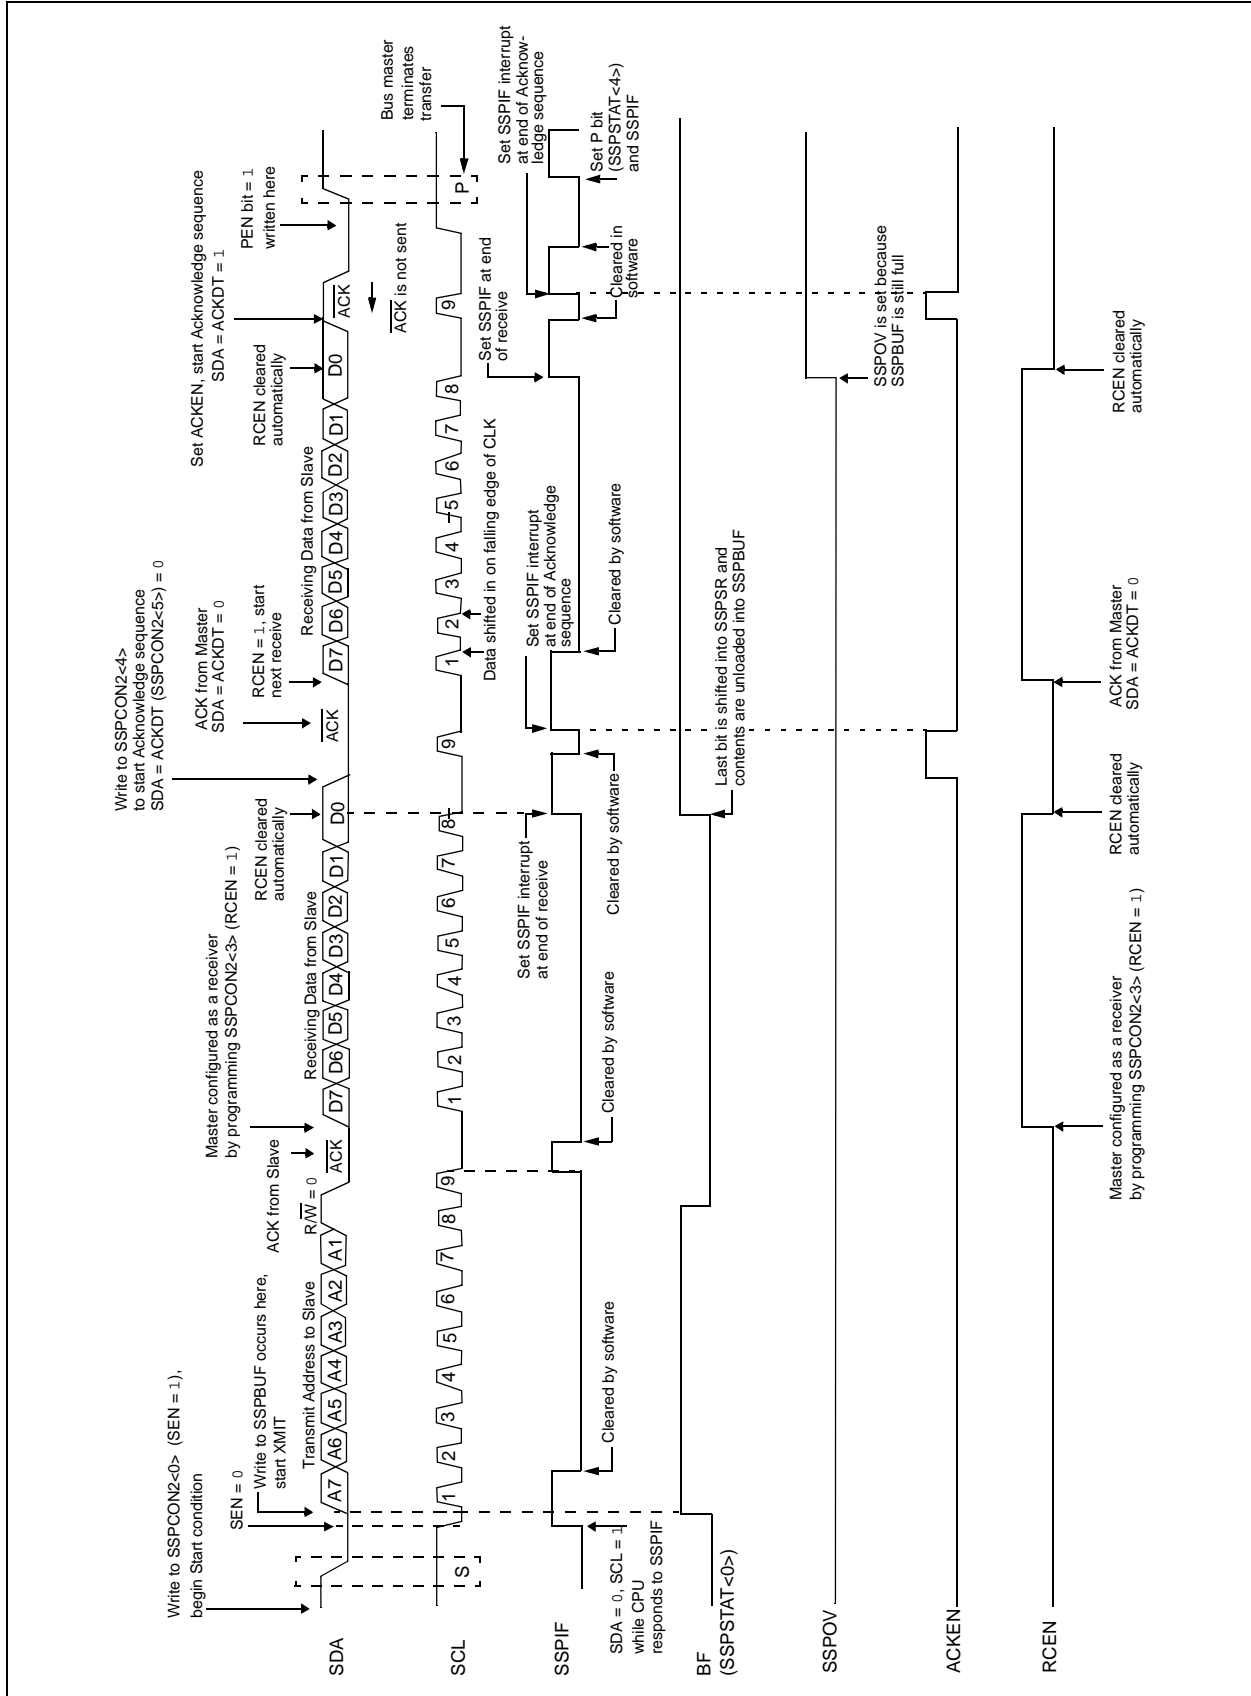 Write to SSPCON2<0> (SEN = 1),
begin Start condition
SEN = 0
Write to SSPBUF occurs here,
start XMIT
Transmit Address to Slave
ACK from Slave
R/W = 0
Master configured as a receiver
by programming SSPCON2<3> (RCEN = 1)
Receiving Data from Slave
RCEN cleared
automatically
Write to SSPCON2<4>
to start Acknowledge sequence
SDA = ACKDT (SSPCON2<5>) = 0
ACK from Master
SDA = ACKDT = 0
RCEN = 1, start
next receive
Receiving Data from Slave
RCEN cleared
automatically
Set ACKEN, start Acknowledge sequence
SDA = ACKDT = 1
PEN bit = 1
written here
SDA
A7 A6 A5 A4 A3 A2 A1
ACK
D7 D6 D5 D4 D3 D2 D1 D0
ACK
D7 D6 D5 D4 D3 D2 D1 D0
ACK
ACK is not sent
Bus master
terminates
transfer
SCL
S
1 2 3 4 5 6 7 8 9
1 2 3 4 5 6 7 8 9
1 2 3 4 5 6 7 8 9
P
Data shifted in on falling edge of CLK
Set SSPIF interrupt
at end of receive
Set SSPIF interrupt
at end of Acknowledge
sequence
Set SSPIF at end
of receive
Set SSPIF interrupt
at end of Acknow-
ledge sequence
SSPIF
SDA = 0, SCL = 1
while CPU
responds to SSPIF
Cleared by software
Cleared by software
Cleared by software
Cleared by software
Cleared in
software
Set P bit
(SSPSTAT<4>)
and SSPIF
BF
(SSPSTAT<0>)
Last bit is shifted into SSPSR and
contents are unloaded into SSPBUF
SSPOV
SSPOV is set because
SSPBUF is still full
ACKEN
RCEN
Master configured as a receiver
by programming SSPCON2<3> (RCEN = 1)
RCEN cleared
automatically
ACK from Master
SDA = ACKDT = 0
RCEN cleared
automatically